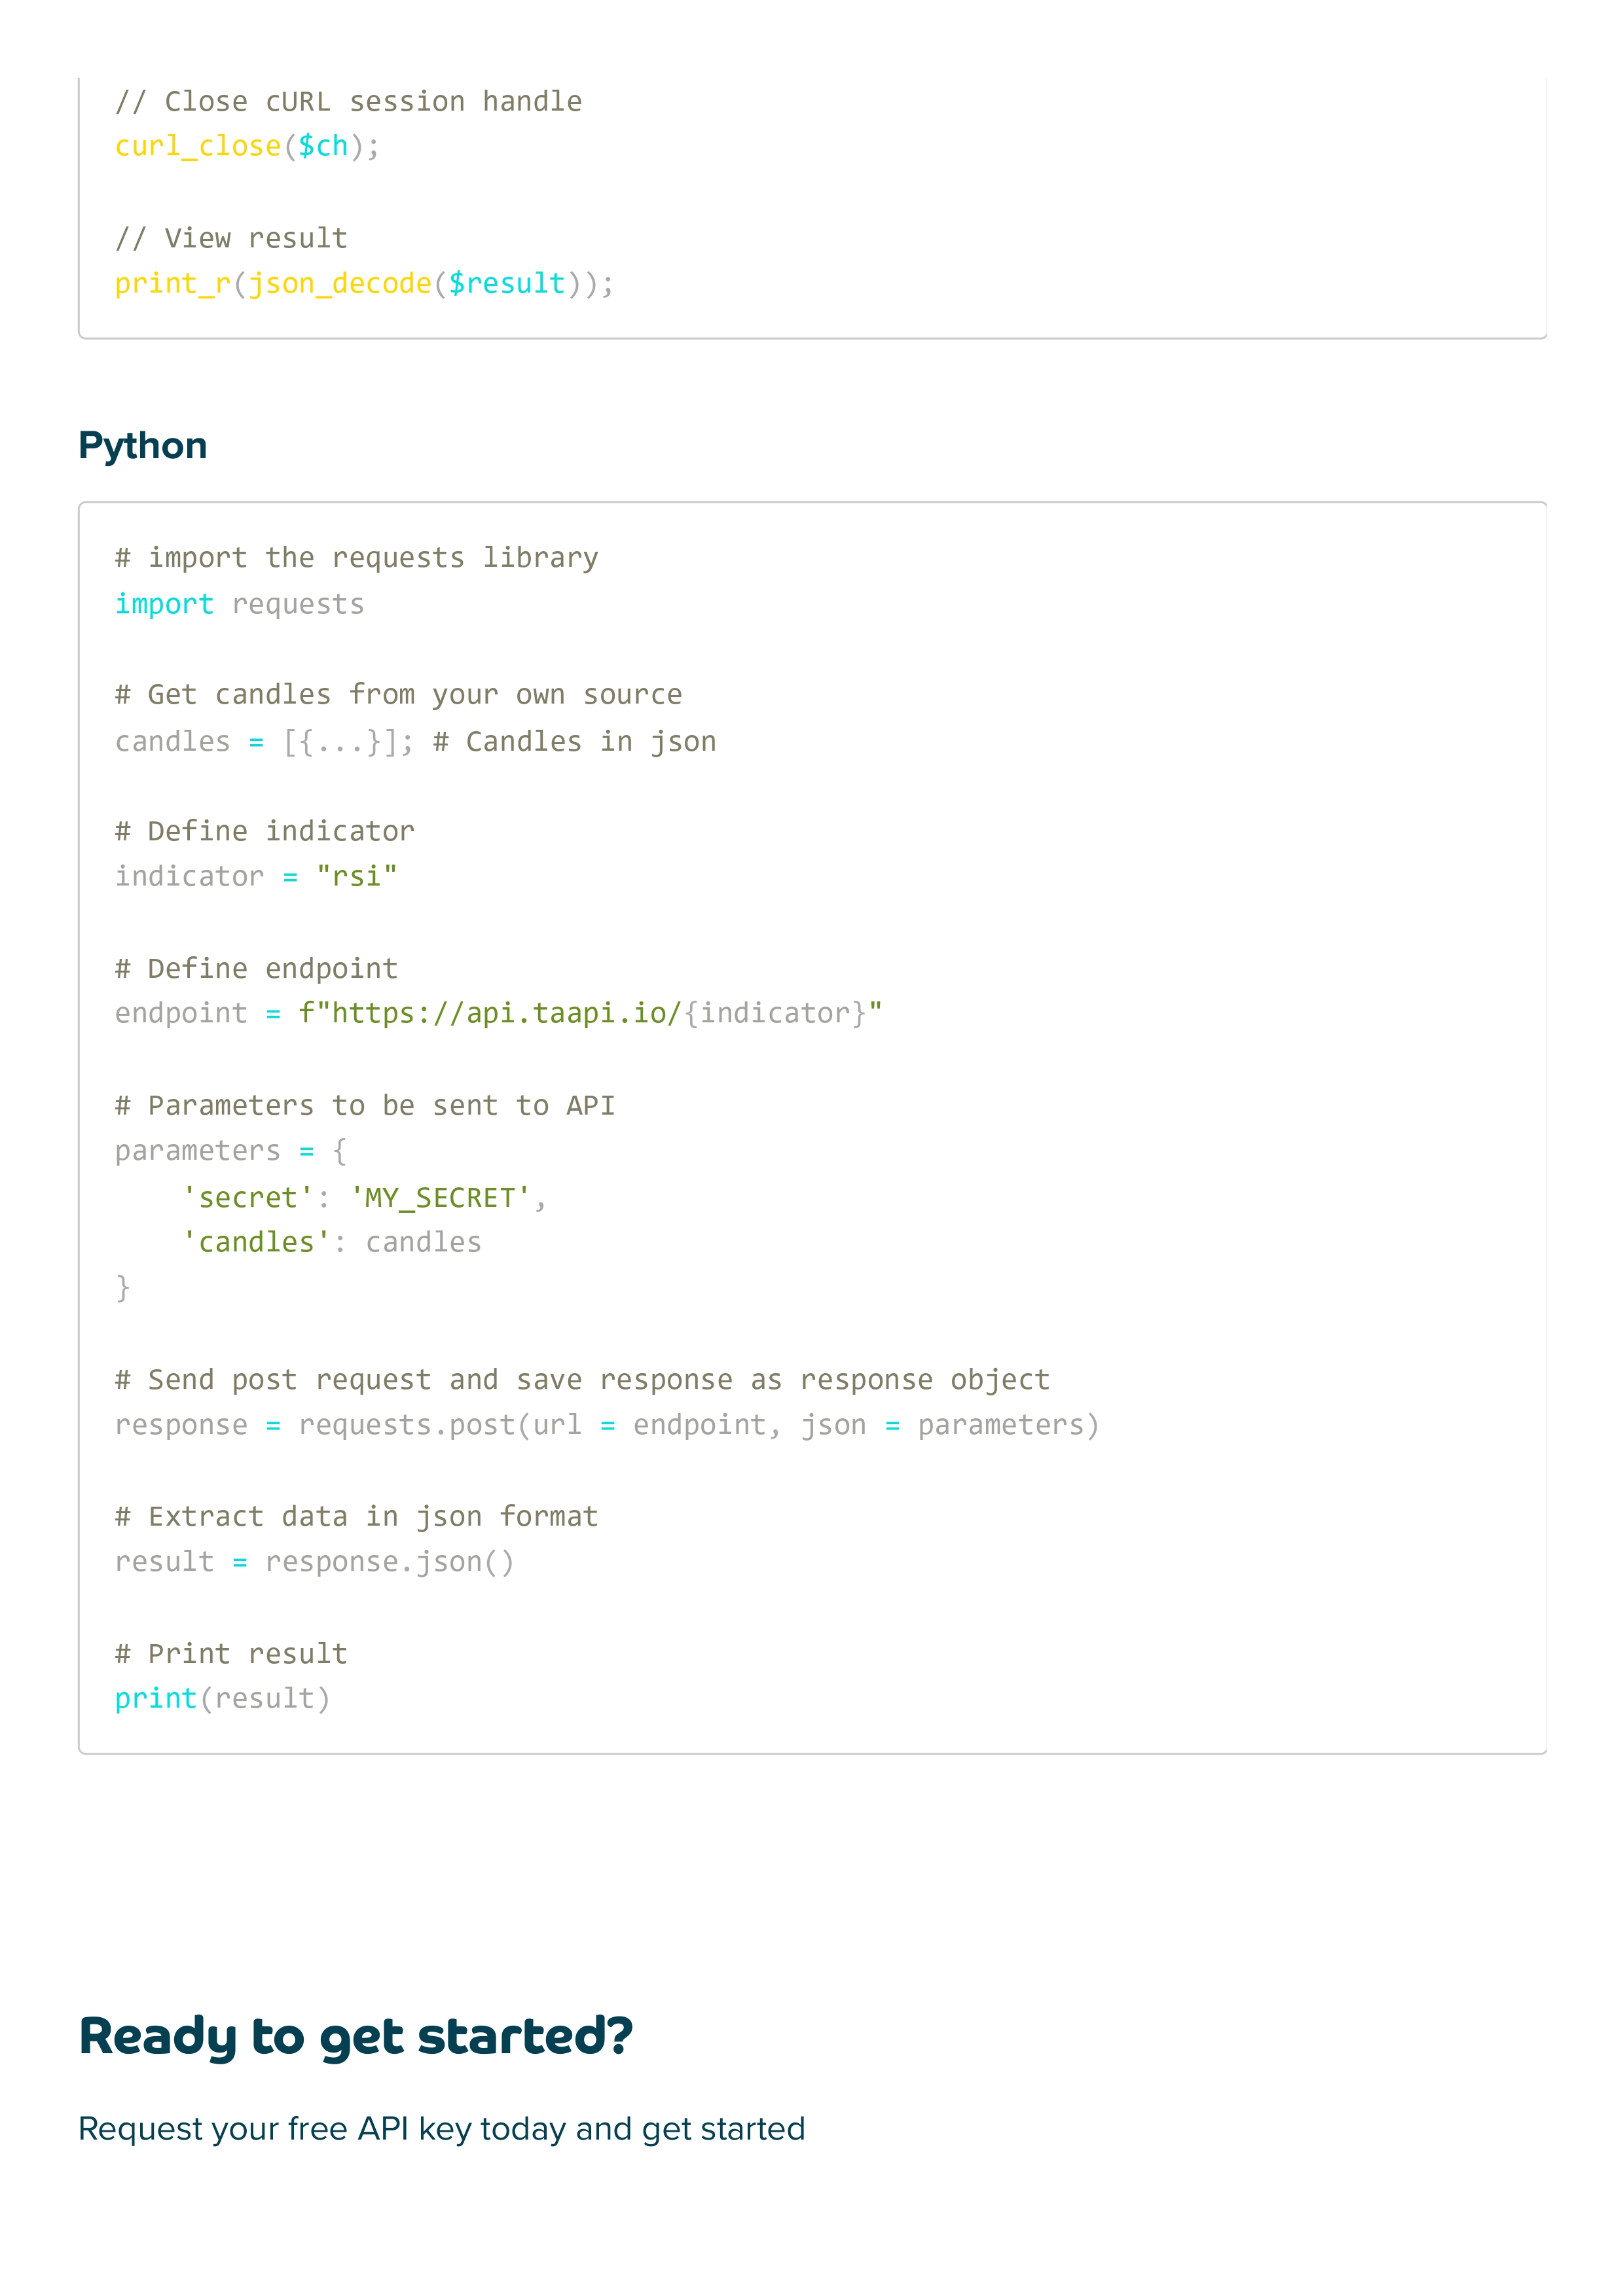 // Close cURL session handle
curl_close($ch);
// View result
print_r(json_decode($result));
Python
# import the requests library
import requests
# Get candles from your own source
candles = [{...}]; # Candles in json
# Define indicator
indicator = "rsi"
# Define endpoint
endpoint = f"https://api.taapi.io/{indicator}"
# Parameters to be sent to API
parameters = {
    'secret': 'MY_SECRET',
    'candles': candles
}
# Send post request and save response as response object
response = requests.post(url = endpoint, json = parameters)
# Extract data in json format
result = response.json()
# Print result
print(result)
Ready to get started?
Request your free API key today and get started